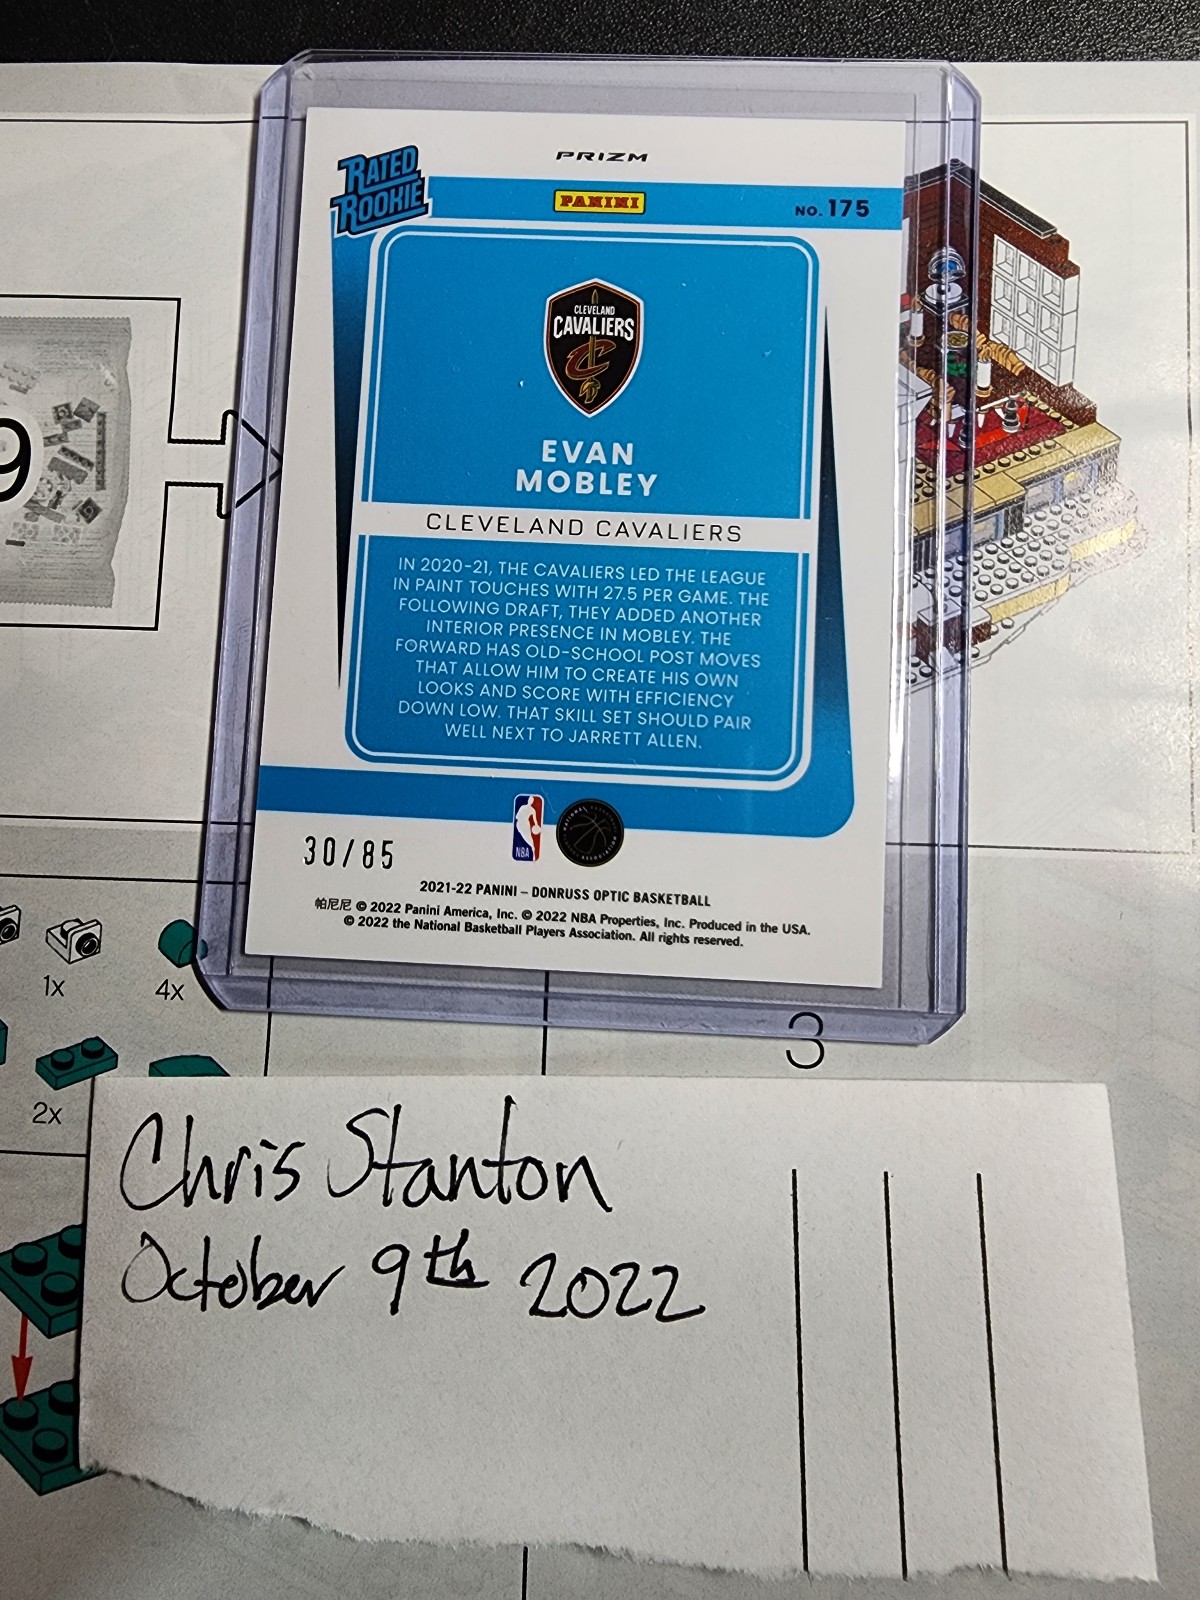 PRIZM
RATED
ROOKIE
PANINI
NO. 175
CLEVELAND
CAVALIERS
C
EVAN
MOBLEY
CLEVELAND CAVALIERS
IN 2020-21, THE CAVALIERS LED THE LEAGUE
IN PAINT TOUCHES WITH 27.5 PER GAME. THE
FOLLOWING DRAFT, THEY ADDED ANOTHER
INTERIOR PRESENCE IN MOBLEY. THE
FORWARD HAS OLD-SCHOOL POST MOVES
THAT ALLOW HIM TO CREATE HIS OWN
LOOKS AND SCORE WITH EFFICIENCY
DOWN LOW. THAT SKILL SET SHOULD PAIR
WELL NEXT TO JARRETT ALLEN.
NBA
NATIONAL BASKETBALL ASSOCIATION
30/85
2021-22 PANINI – DONRUSS OPTIC BASKETBALL
帕尼尼 © 2022 Panini America, Inc. © 2022 NBA Properties, Inc. Produced in the USA.
© 2022 the National Basketball Players Association. All rights reserved.
9
1x
4x
2x
3
Chris Stanton
October 9th 2022